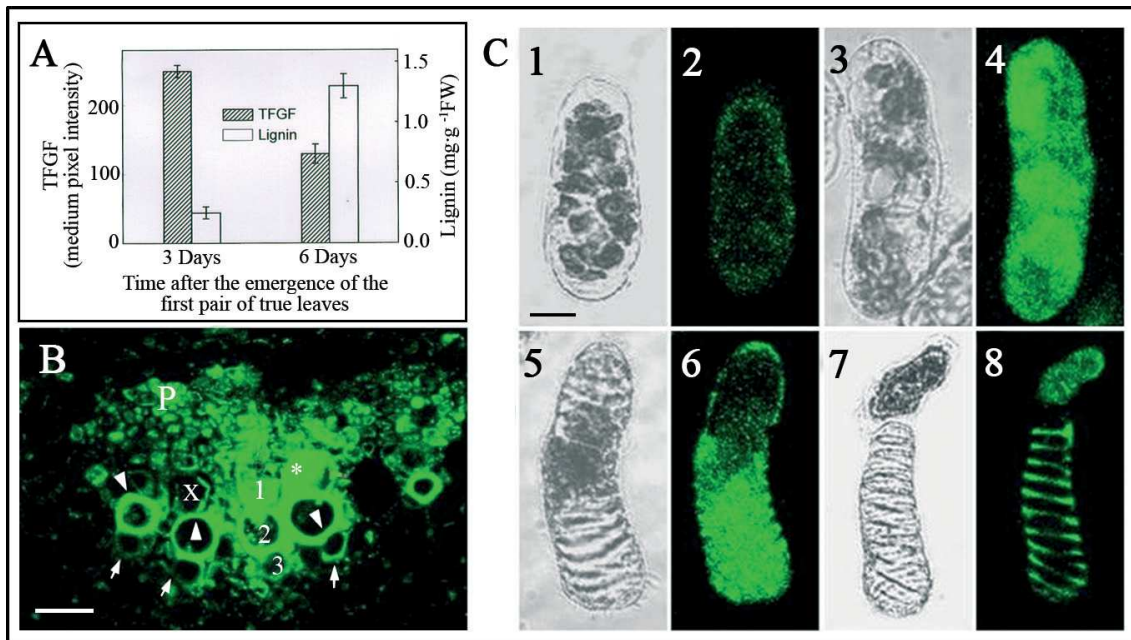 A
TFGF
(medium pixel intensity)
200
100
0
TFGF
Lignin
1.5
1.0
0.5
0.0
Lignin (mg·g -1FW)
3 Days
6 Days
Time after the emergence of the
first pair of true leaves
B
P
*
1
X
2
3
C
1
2
3
4
5
6
7
8